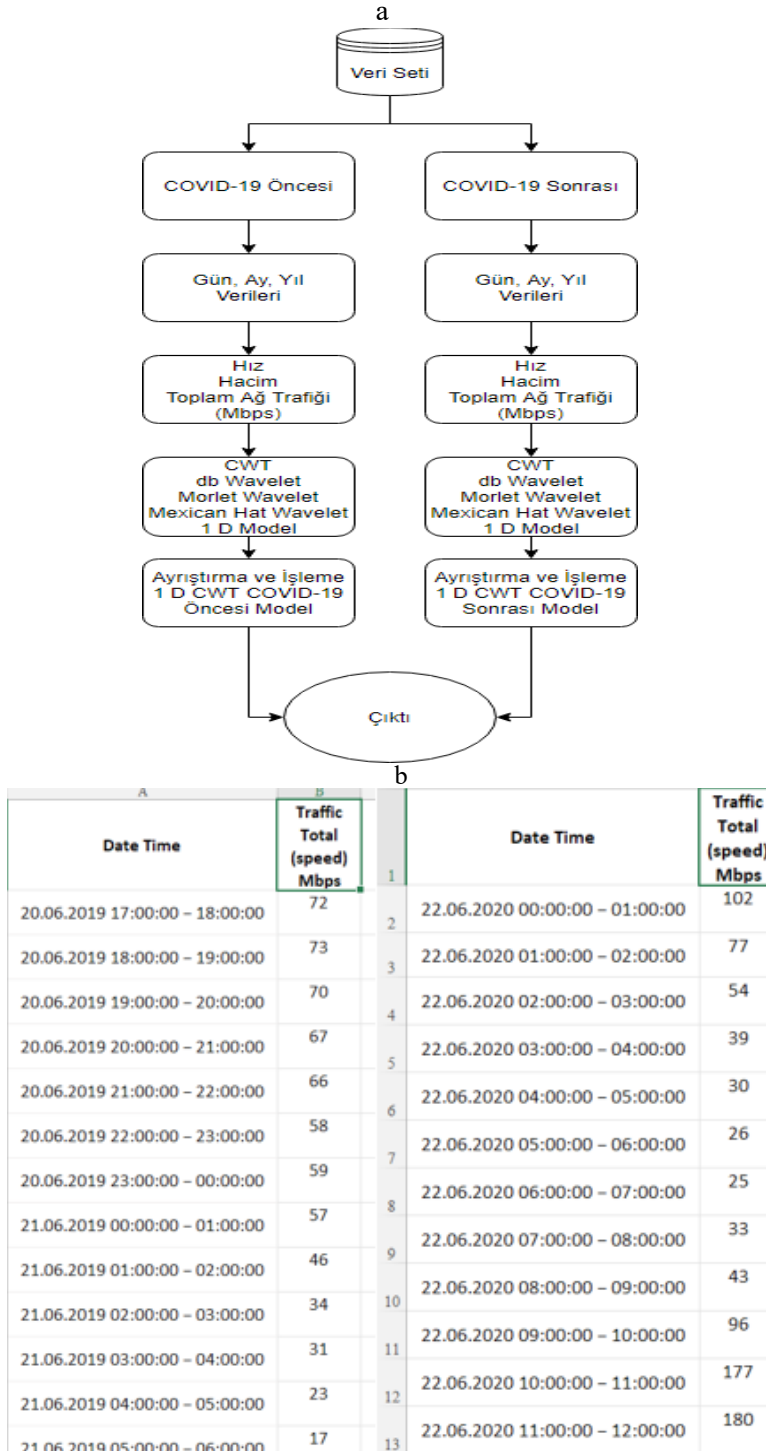 a
Veri Seti
COVID-19 Öncesi
COVID-19 Sonrası
Gün, Ay, Yıl
Verileri
Gün, Ay, Yıl
Verileri
Hız
Hacim
Toplam Ağ Trafiği
(Mbps)
Hız
Hacim
Toplam Ağ Trafiği
(Mbps)
CWT
db Wavelet
Morlet Wavelet
Mexican Hat Wavelet
1 D Model
CWT
db Wavelet
Morlet Wavelet
Mexican Hat Wavelet
1 D Model
Ayrıştırma ve İşleme
1 D CWT COVID-19
Öncesi Model
Ayrıştırma ve İşleme
1 D CWT COVID-19
Sonrası Model
Çıktı
b
A B
Date Time
Traffic
Total
(speed)
Mbps
20.06.2019 17:00:00 – 18:00:00 72
20.06.2019 18:00:00 – 19:00:00 73
20.06.2019 19:00:00 – 20:00:00 70
20.06.2019 20:00:00 – 21:00:00 67
20.06.2019 21:00:00 – 22:00:00 66
20.06.2019 22:00:00 – 23:00:00 58
20.06.2019 23:00:00 – 00:00:00 59
21.06.2019 00:00:00 – 01:00:00 57
21.06.2019 01:00:00 – 02:00:00 46
21.06.2019 02:00:00 – 03:00:00 34
21.06.2019 03:00:00 – 04:00:00 31
21.06.2019 04:00:00 – 05:00:00 23
21.06.2019 05:00:00 – 06:00:00 17
1 Date Time
Traffic
Total
(speed)
Mbps
2 22.06.2020 00:00:00 – 01:00:00 102
3 22.06.2020 01:00:00 – 02:00:00 77
4 22.06.2020 02:00:00 – 03:00:00 54
5 22.06.2020 03:00:00 – 04:00:00 39
6 22.06.2020 04:00:00 – 05:00:00 30
7 22.06.2020 05:00:00 – 06:00:00 26
8 22.06.2020 06:00:00 – 07:00:00 25
9 22.06.2020 07:00:00 – 08:00:00 33
10 22.06.2020 08:00:00 – 09:00:00 43
11 22.06.2020 09:00:00 – 10:00:00 96
12 22.06.2020 10:00:00 – 11:00:00 177
13 22.06.2020 11:00:00 – 12:00:00 180